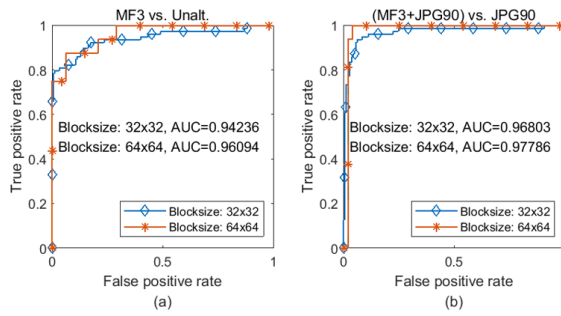 MF3 vs. Unalt.
1
0.8
0.6
0.4
0.2
0
True positive rate
Blocksize: 32x32, AUC=0.94236
Blocksize: 64x64, AUC=0.96094
Blocksize: 32x32
Blocksize: 64x64
0 0.5 1
False positive rate
(a)
(MF3+JPG90) vs. JPG90
1
0.8
0.6
0.4
0.2
0
True positive rate
Blocksize: 32x32, AUC=0.96803
Blocksize: 64x64, AUC=0.97786
Blocksize: 32x32
Blocksize: 64x64
0 0.5
False positive rate
(b)